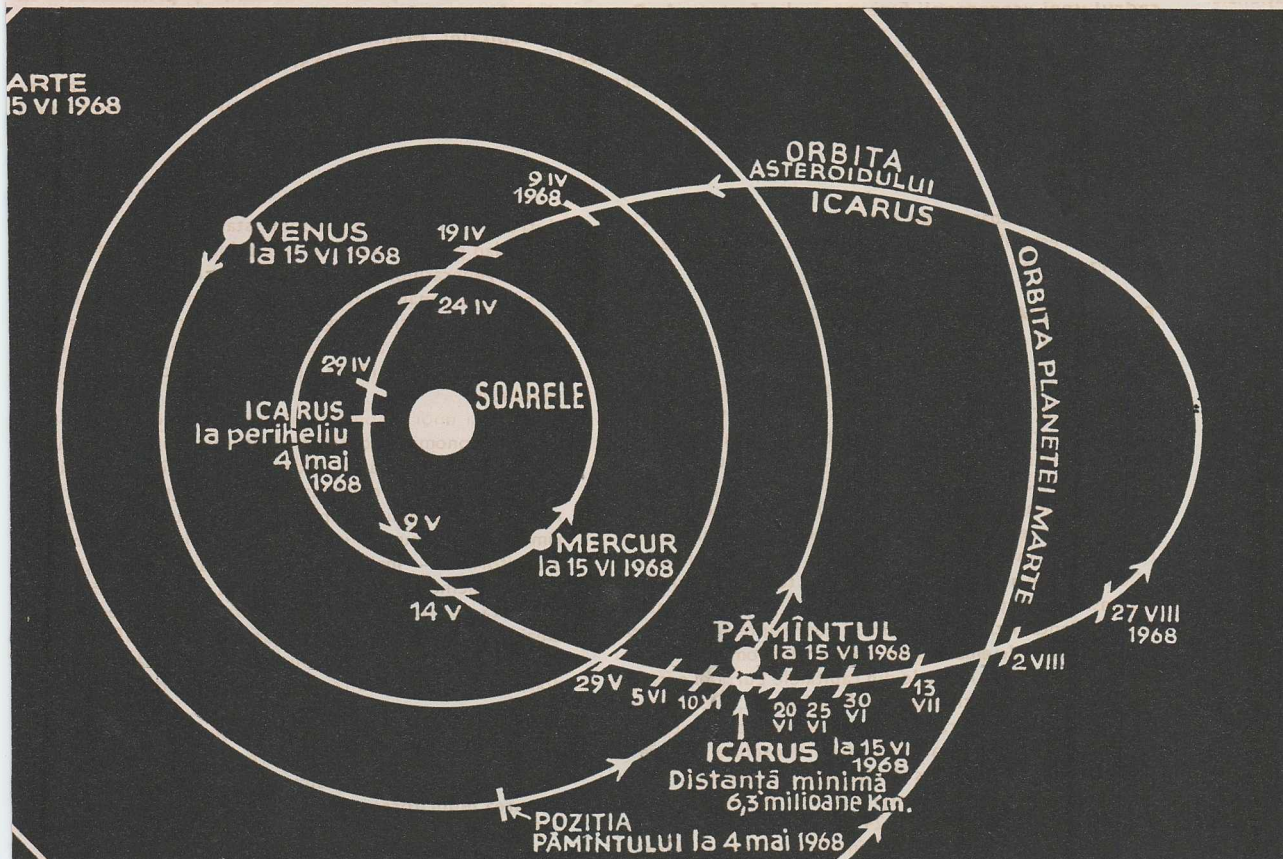 ARTE
15 VI 1968
ORBITA
ASTEROIDULUI
ICARUS
9 IV
1968
19 IV
VENUS
la 15 VI 1968
24 IV
29 IV
SOARELE
ICARUS
la periheliu
4 mai
1968
ORBITA PLANETEI MARTE
9 V
MERCUR
la 15 VI 1968
14 V
PĂMÎNTUL
la 15 VI 1968
27 VIII
1968
2 VIII
29 V
5 VI
10 VI
20
VI
25
VI
30
VI
13
VII
ICARUS la 15 VI
1968
Distanță minimă
6,3 milioane Km.
POZIȚIA
PĂMÎNTULUI la 4 mai 1968